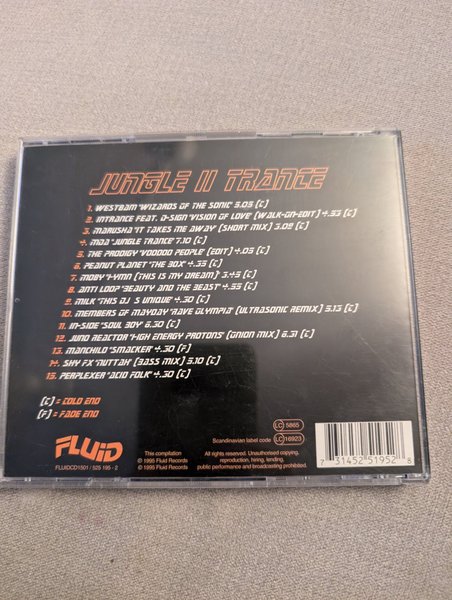 JUNGLE II TRANCE
1. WESTBAM 'WIZARDS OF THE SONIC' 3.03 (C)
2. INTRANCE FEAT. D-SIGN 'VISION OF LOVE (WALK-ON-EDIT) 4.33 (C)
3. MARUSHA 'IT TAKES ME AWAY (SHORT MIX) 3.09 (C)
4. MOA 'JUNGLE TRANCE' 7.10 (C)
5. THE PRODIGY 'VOODOO PEOPLE' (EDIT) 4.05 (C)
6. PEANUT PLANET 'THE BOX' 4.35 (C)
7. MOBY 'HYMN (THIS IS MY DREAM)' 3.45 (C)
8. ANTI LOOP 'BEAUTY AND THE BEAST' 4.35 (C)
9. MILK 'THIS DJ S UNIQUE' 4.30 (C)
10. MEMBERS OF MAYDAY 'RAVE OLYMPIA' (ULTRASONIC REMIX) 5.13 (C)
11. IN-SIDE 'SOUL BOY' 6.30 (C)
12. JUNO REACTOR 'HIGH ENERGY PROTONS' (ORION MIX) 6.31 (C)
13. MANCHILD 'SMACKER' 4.30 (F)
14. SHY FX 'NUTTAH' (BASS MIX) 5.10 (C)
15. PERPLEXER 'ACID FOLK' 4.30 (C)
(C) = COLD END
(F) = FADE END
FLUID
FLUIDCD1501 / 525 195 - 2
This compilation
℗ 1995 Fluid Records
© 1995 Fluid Records
All rights reserved. Unauthorised copying,
reproduction, hiring, lending,
public performance and broadcasting prohibited.
Scandinavian label code
LC 5865
LC 16923
7 31452 51952 8